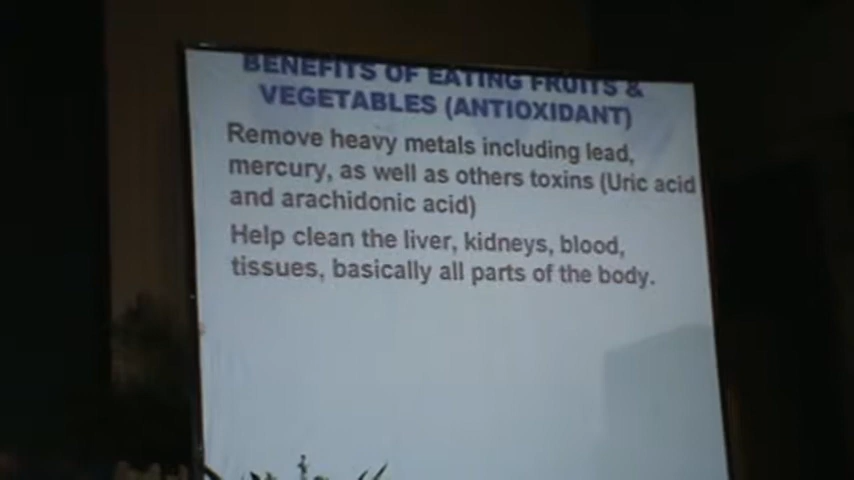 BENEFITS OF EATING FRUITS &
VEGETABLES (ANTIOXIDANT)
Remove heavy metals including lead,
mercury, as well as others toxins (Uric acid
and arachidonic acid)
Help clean the liver, kidneys, blood,
tissues, basically all parts of the body.